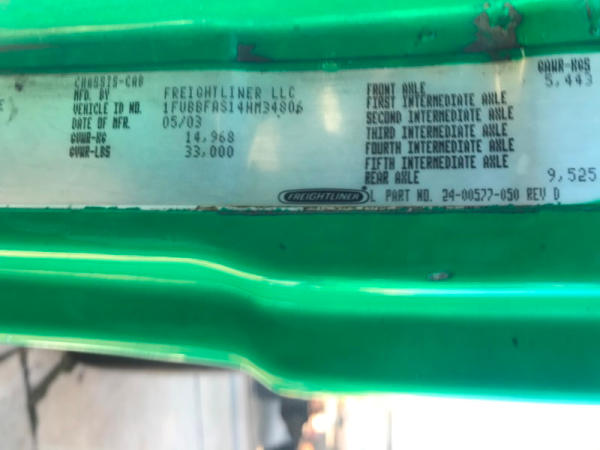 CHASSIS-CAB
MFG. BY FREIGHTLINER LLC
VEHICLE ID NO. 1FUBBFAS14HM34806
DATE OF MFR. 05/03
GVWR-KG 14,968
GVWR-LBS 33,000
GAWR-KGS
FRONT AXLE 5,443
FIRST INTERMEDIATE AXLE
SECOND INTERMEDIATE AXLE
THIRD INTERMEDIATE AXLE
FOURTH INTERMEDIATE AXLE
FIFTH INTERMEDIATE AXLE
REAR AXLE 9,525
FREIGHTLINER L PART NO. 24-00577-050 REV D